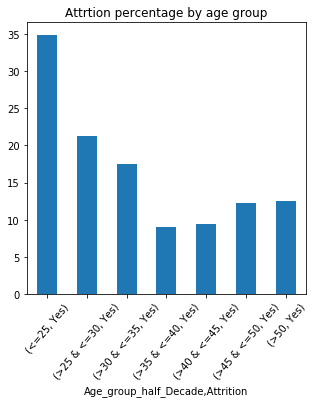 Attrtion percentage by age group
35
30
25
20
15
10
5
0
(<=25, Yes)
(>25 & <=30, Yes)
(>30 & <=35, Yes)
(>35 & <=40, Yes)
(>40 & <=45, Yes)
(>45 & <=50, Yes)
(>50, Yes)
Age_group_half_Decade,Attrition